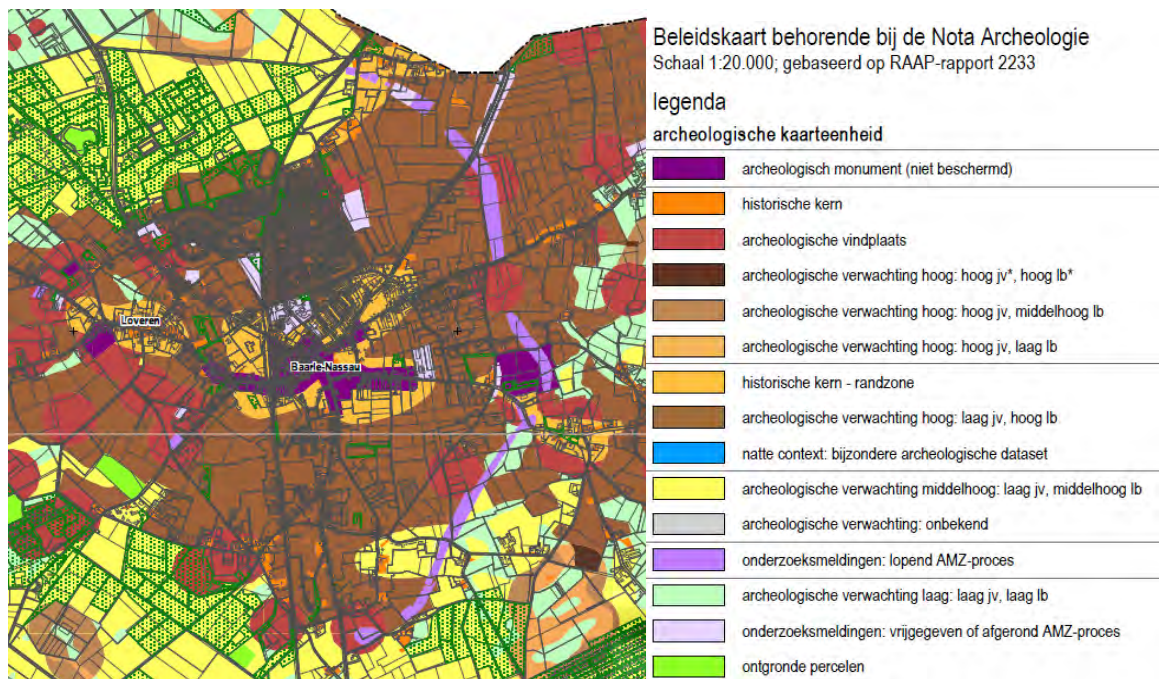 Beleidskaart behorende bij de Nota Archeologie
Schaal 1:20.000; gebaseerd op RAAP-rapport 2233
legenda
archeologische kaarteenheid
archeologisch monument (niet beschermd)
historische kern
archeologische vindplaats
archeologische verwachting hoog: hoog jv*, hoog lb*
archeologische verwachting hoog: hoog jv, middelhoog lb
archeologische verwachting hoog: hoog jv, laag lb
historische kern - randzone
archeologische verwachting hoog: laag jv, hoog lb
natte context: bijzondere archeologische dataset
archeologische verwachting middelhoog: laag jv, middelhoog lb
archeologische verwachting: onbekend
onderzoeksmeldingen: lopend AMZ-proces
archeologische verwachting laag: laag jv, laag lb
onderzoeksmeldingen: vrijgegeven of afgerond AMZ-proces
ontgronde percelen
Loveren
Baarle-Nassau